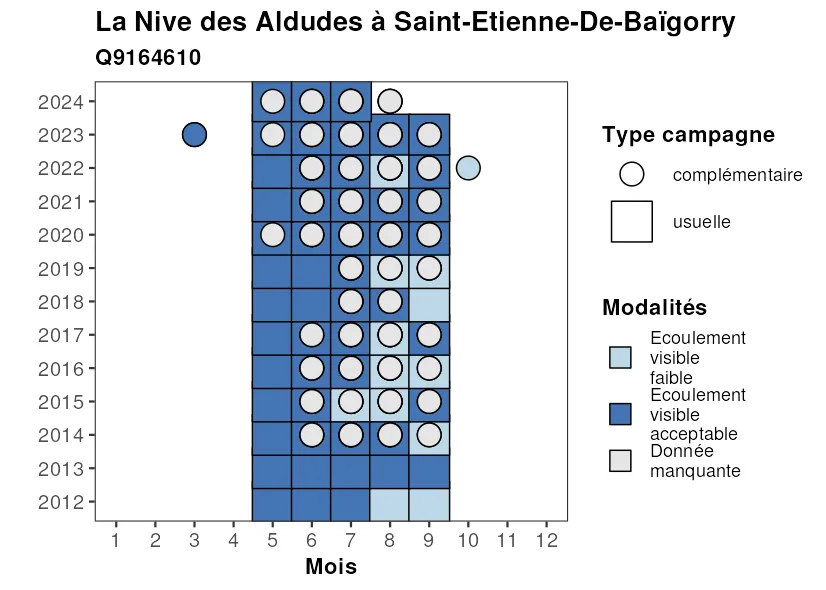 La Nive des Aldudes à Saint-Etienne-De-Baïgorry
Q9164610
2024
2023
2022
2021
2020
2019
2018
2017
2016
2015
2014
2013
2012
1 2 3 4 5 6 7 8 9 10 11 12
Mois
Type campagne
complémentaire
usuelle
Modalités
Ecoulement
visible
faible
Ecoulement
visible
acceptable
Donnée
manquante